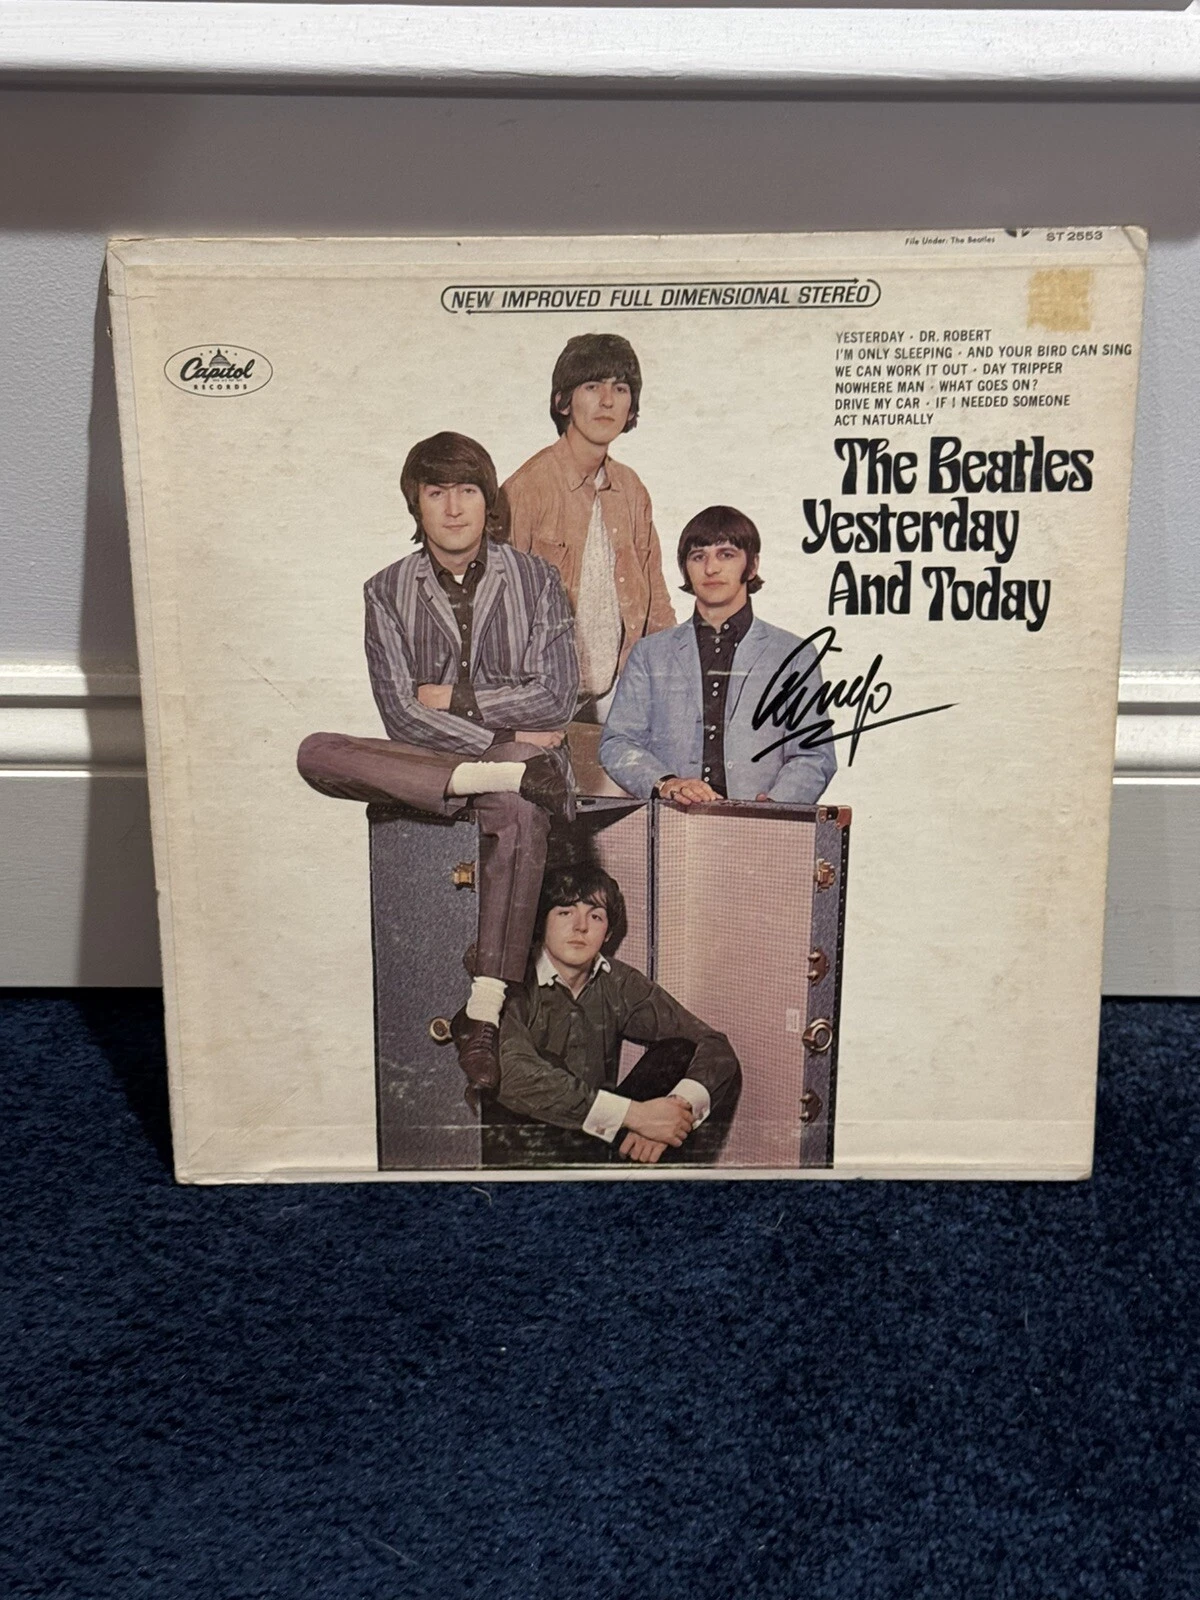 File Under: The Beatles
ST 2553
NEW IMPROVED FULL DIMENSIONAL STEREO
Capitol
RECORDS
YESTERDAY · DR. ROBERT
I'M ONLY SLEEPING · AND YOUR BIRD CAN SING
WE CAN WORK IT OUT · DAY TRIPPER
NOWHERE MAN · WHAT GOES ON?
DRIVE MY CAR · IF I NEEDED SOMEONE
ACT NATURALLY
The Beatles
Yesterday
And Today
Ringo